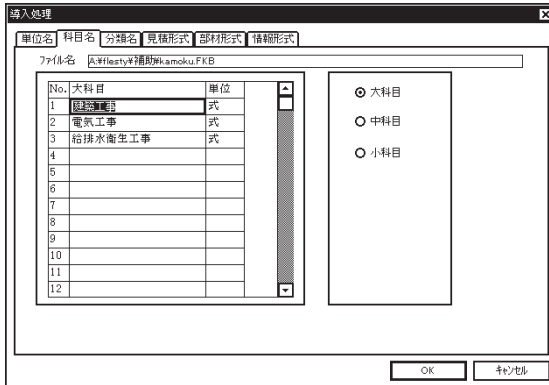 導入処理
単位名 科目名 分類名 見積形式 部材形式 情報形式
ファイル名 A:¥flesty¥補助¥kamoku.FKB
No. 大科目 単位
1 建築工事 式
2 電気工事 式
3 給排水衛生工事 式
4
5
6
7
8
9
10
11
12
大科目
中科目
小科目
OK キャンセル